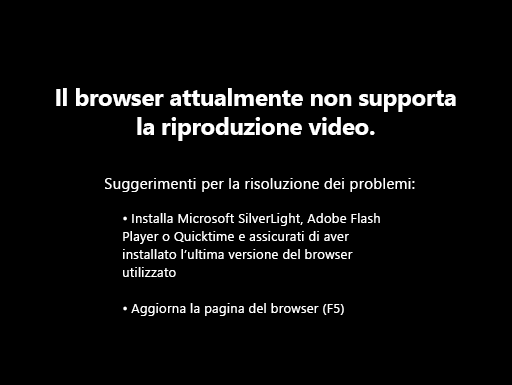 Il browser attualmente non supporta
la riproduzione video.
Suggerimenti per la risoluzione dei problemi:
• Installa Microsoft SilverLight, Adobe Flash
Player o Quicktime e assicurati di aver
installato l'ultima versione del browser
utilizzato
• Aggiorna la pagina del browser (F5)